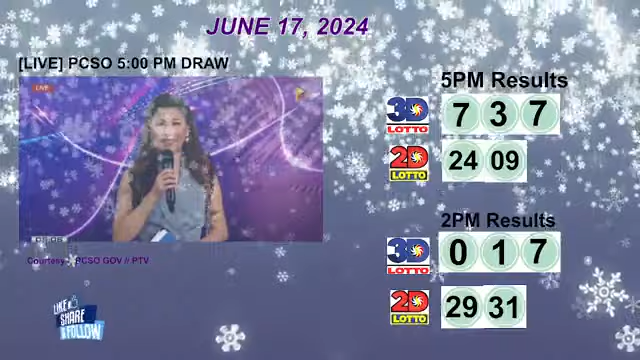 JUNE 17, 2024
[LIVE] PCSO 5:00 PM DRAW
LIVE
Courtesy : PCSO GOV // PTV
LIKE
SHARE
& FOLLOW
5PM Results
3D LOTTO 7 3 7
2D LOTTO 24 09
2PM Results
3D LOTTO 0 1 7
2D LOTTO 29 31